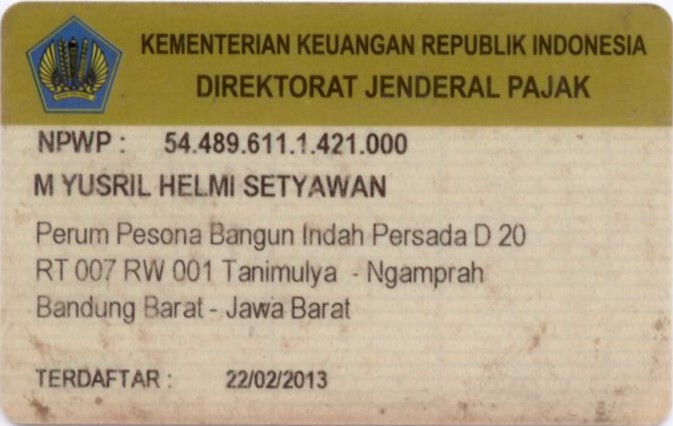 KEMENTERIAN KEUANGAN REPUBLIK INDONESIA
DIREKTORAT JENDERAL PAJAK
NPWP : 54.489.611.1.421.000
M YUSRIL HELMI SETYAWAN
Perum Pesona Bangun Indah Persada D 20
RT 007 RW 001 Tanimulya - Ngamprah
Bandung Barat - Jawa Barat
TERDAFTAR : 22/02/2013